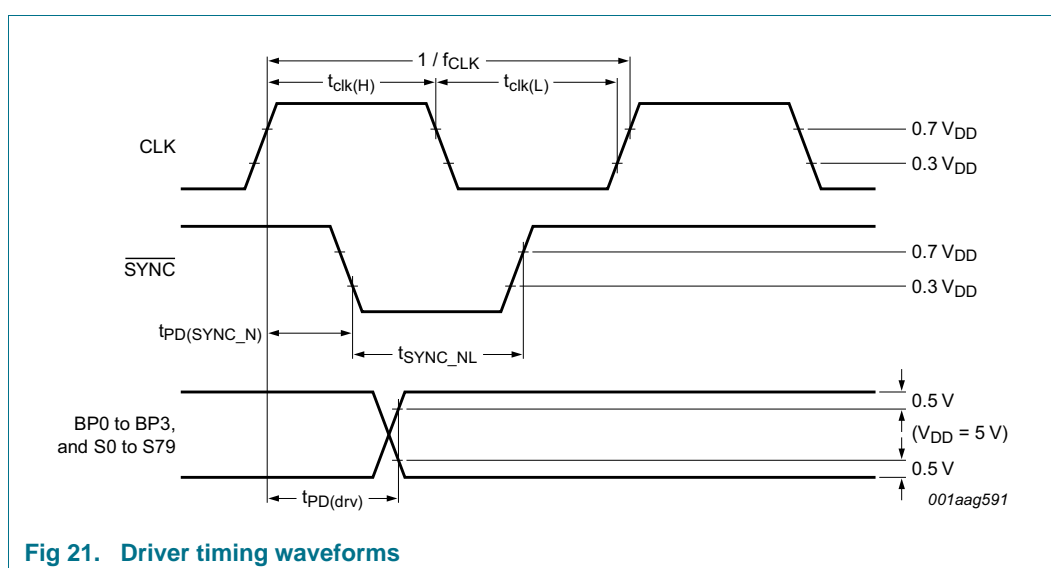 1 / fCLK
tclk(H)
tclk(L)
CLK
0.7 VDD
0.3 VDD
SYNC
0.7 VDD
0.3 VDD
tPD(SYNC_N)
tSYNC_NL
BP0 to BP3,
and S0 to S79
0.5 V
(VDD = 5 V)
0.5 V
tPD(drv)
001aag591
Fig 21. Driver timing waveforms